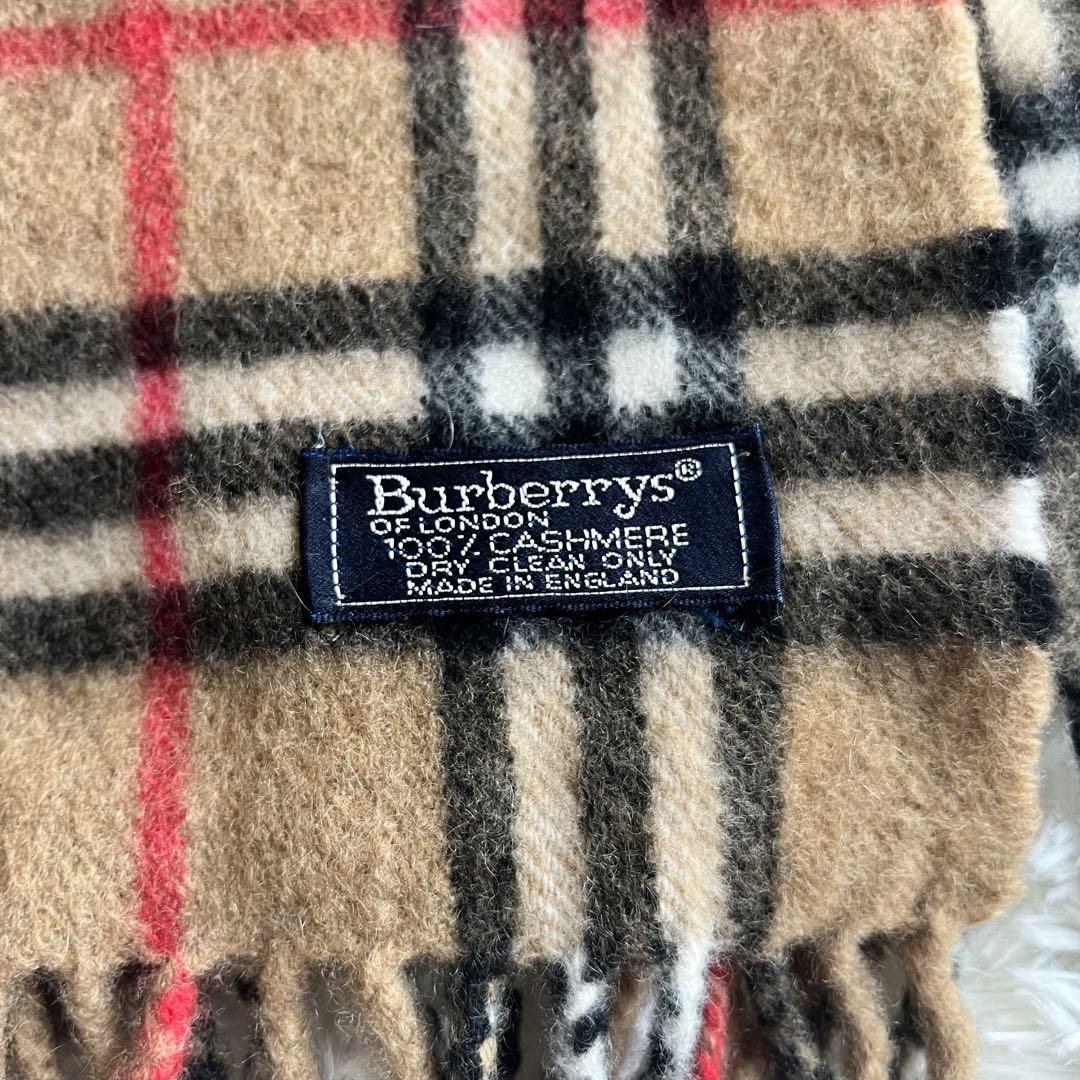 Burberrys®
OF LONDON
100% CASHMERE
DRY CLEAN ONLY
MADE IN ENGLAND